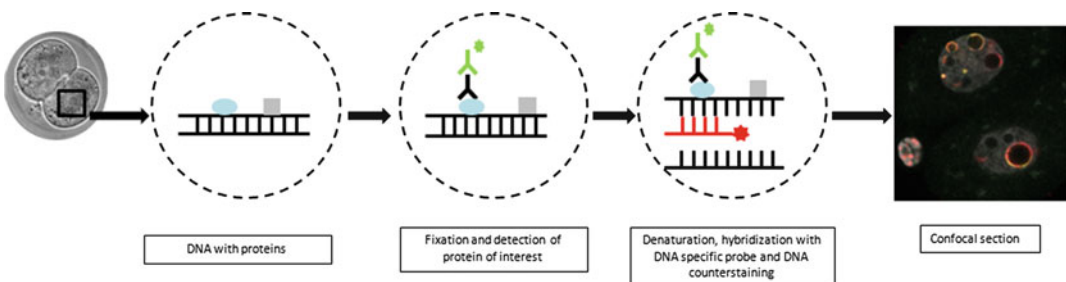 DNA with proteins
Fixation and detection of
protein of interest
Denaturation, hybridization with
DNA specific probe and DNA
counterstaining
Confocal section